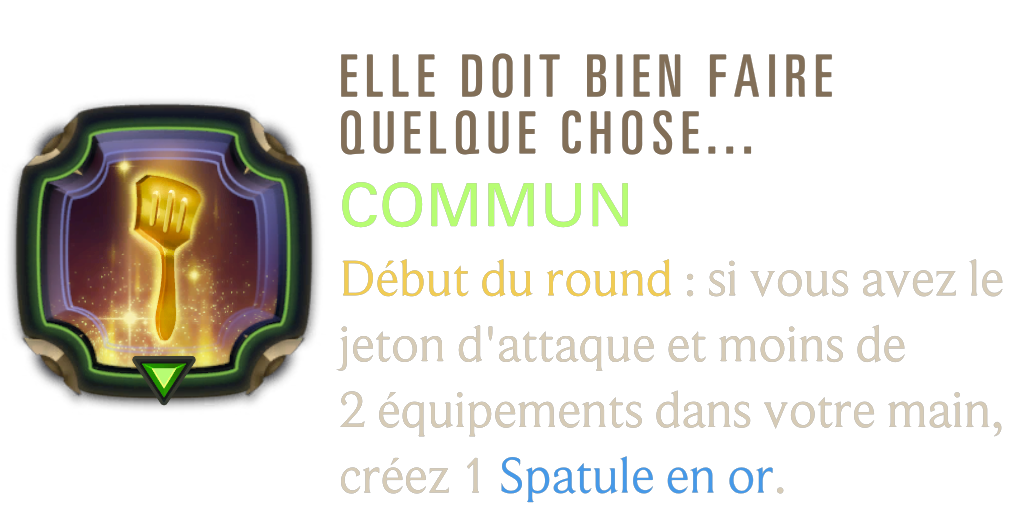 ELLE DOIT BIEN FAIRE
QUELQUE CHOSE...
COMMUN
Début du round : si vous avez le
jeton d'attaque et moins de
2 équipements dans votre main,
créez 1 Spatule en or.